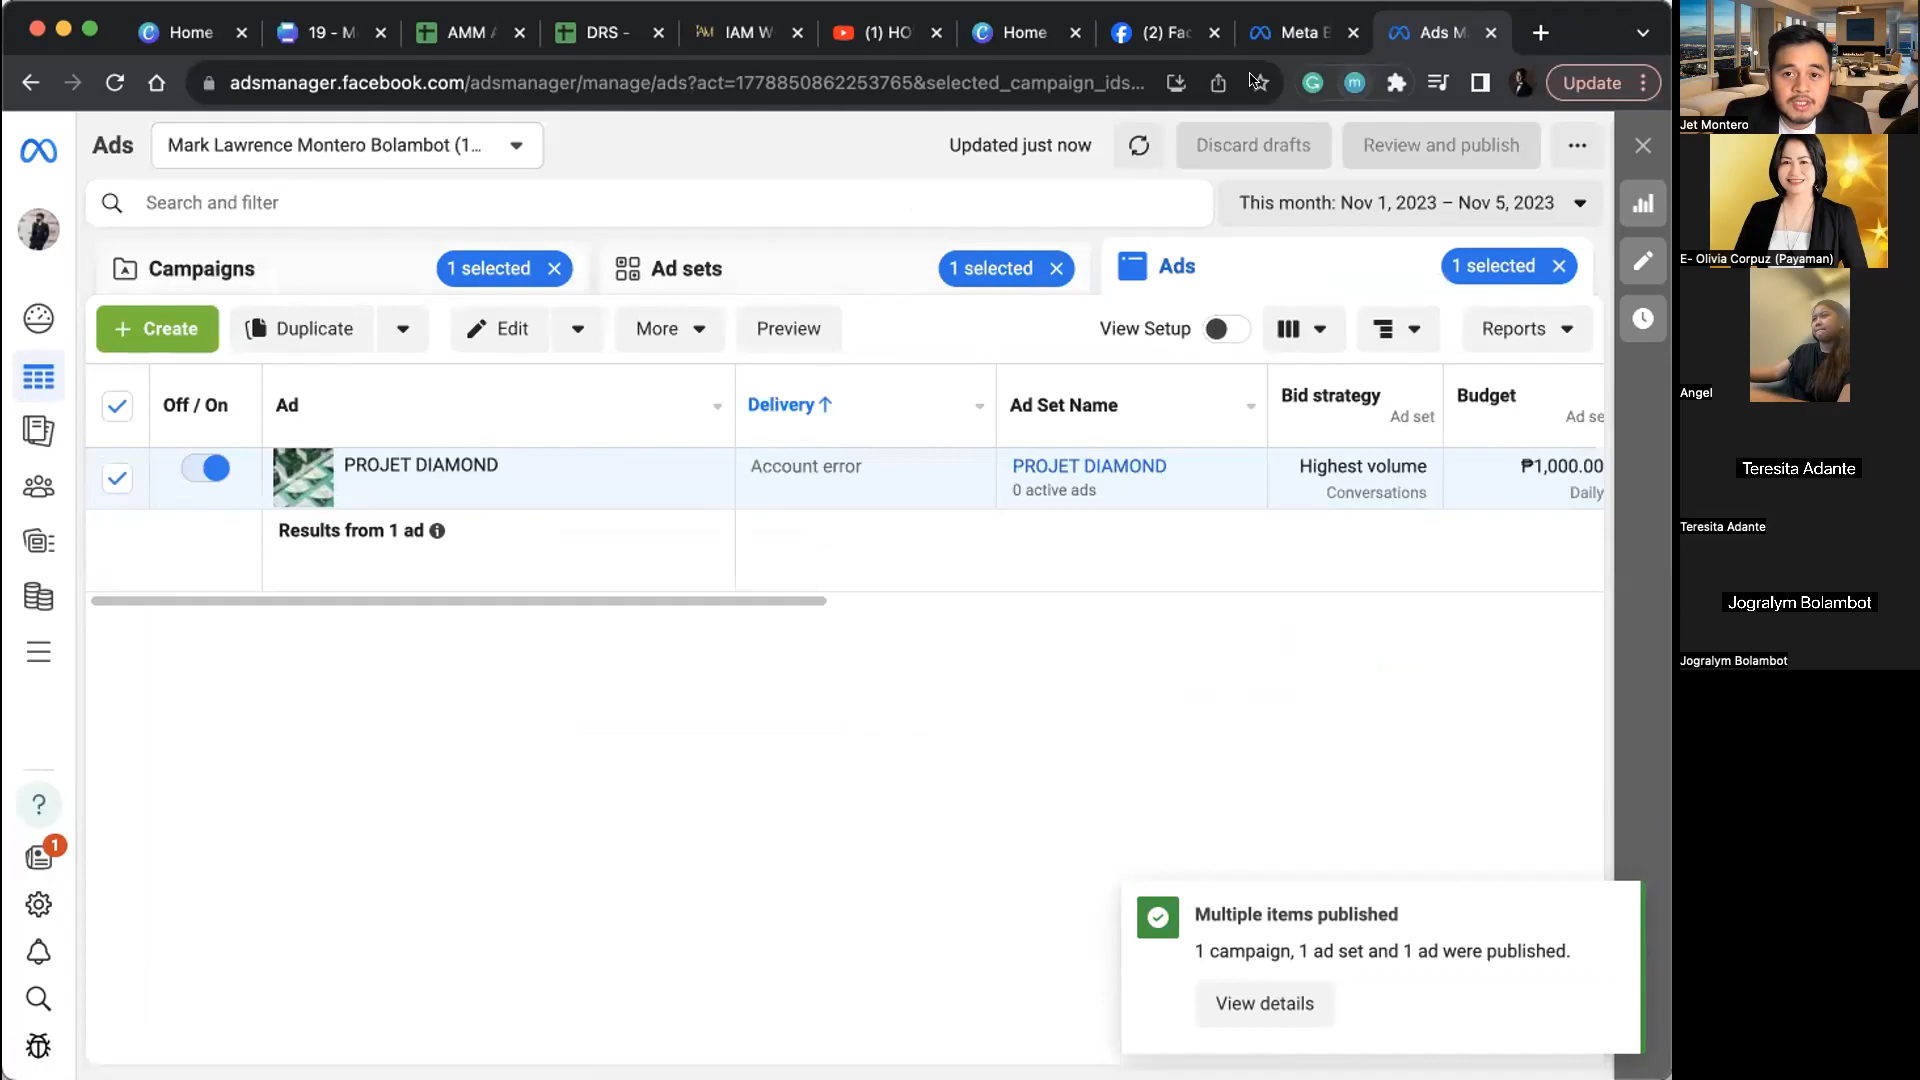 Home
19 - M
AMM A
DRS -
IAM W
(1) HO
Home
(2) Fac
Meta B
Ads M
adsmanager.facebook.com/adsmanager/manage/ads?act=1778850862253765&selected_campaign_ids...
Update
Ads
Mark Lawrence Montero Bolambot (1...
Updated just now
Discard drafts
Review and publish
Search and filter
This month: Nov 1, 2023 – Nov 5, 2023
Campaigns
1 selected
Ad sets
1 selected
Ads
1 selected
+ Create
Duplicate
Edit
More
Preview
View Setup
Reports
Off / On
Ad
Delivery ↑
Ad Set Name
Bid strategy
Ad set
Budget
Ad se
PROJET DIAMOND
Account error
PROJET DIAMOND
0 active ads
Highest volume
Conversations
₱1,000.00
Daily
Results from 1 ad
1
Multiple items published
1 campaign, 1 ad set and 1 ad were published.
View details
Jet Montero
E- Olivia Corpuz (Payaman)
Angel
Teresita Adante
Teresita Adante
Jogralym Bolambot
Jogralym Bolambot